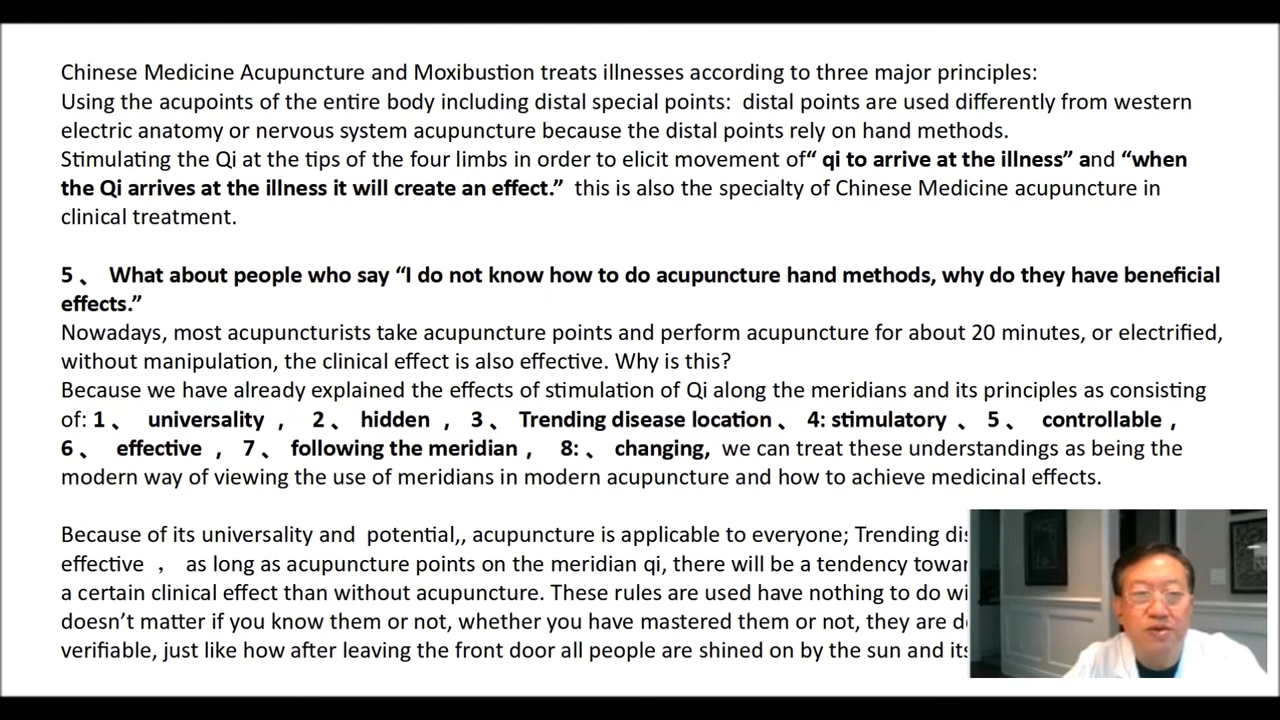 Chinese Medicine Acupuncture and Moxibustion treats illnesses according to three major principles:
Using the acupoints of the entire body including distal special points:  distal points are used differently from western
electric anatomy or nervous system acupuncture because the distal points rely on hand methods.
Stimulating the Qi at the tips of the four limbs in order to elicit movement of“ qi to arrive at the illness” and “when
the Qi arrives at the illness it will create an effect.”  this is also the specialty of Chinese Medicine acupuncture in
clinical treatment.
5 、 What about people who say “I do not know how to do acupuncture hand methods, why do they have beneficial
effects.”
Nowadays, most acupuncturists take acupuncture points and perform acupuncture for about 20 minutes, or electrified,
without manipulation, the clinical effect is also effective. Why is this?
Because we have already explained the effects of stimulation of Qi along the meridians and its principles as consisting
of: 1 、 universality ， 2 、 hidden ， 3 、 Trending disease location 、 4: stimulatory 、 5 、 controllable ，
6 、 effective ， 7 、 following the meridian ， 8: 、 changing, we can treat these understandings as being the
modern way of viewing the use of meridians in modern acupuncture and how to achieve medicinal effects.
Because of its universality and  potential,, acupuncture is applicable to everyone; Trending
effective ， as long as acupuncture points on the meridian qi, there will be a tendency
a certain clinical effect than without acupuncture. These rules are used have nothing to do
doesn’t matter if you know them or not, whether you have mastered them or not, they are
verifiable, just like how after leaving the front door all people are shined on by the sun and